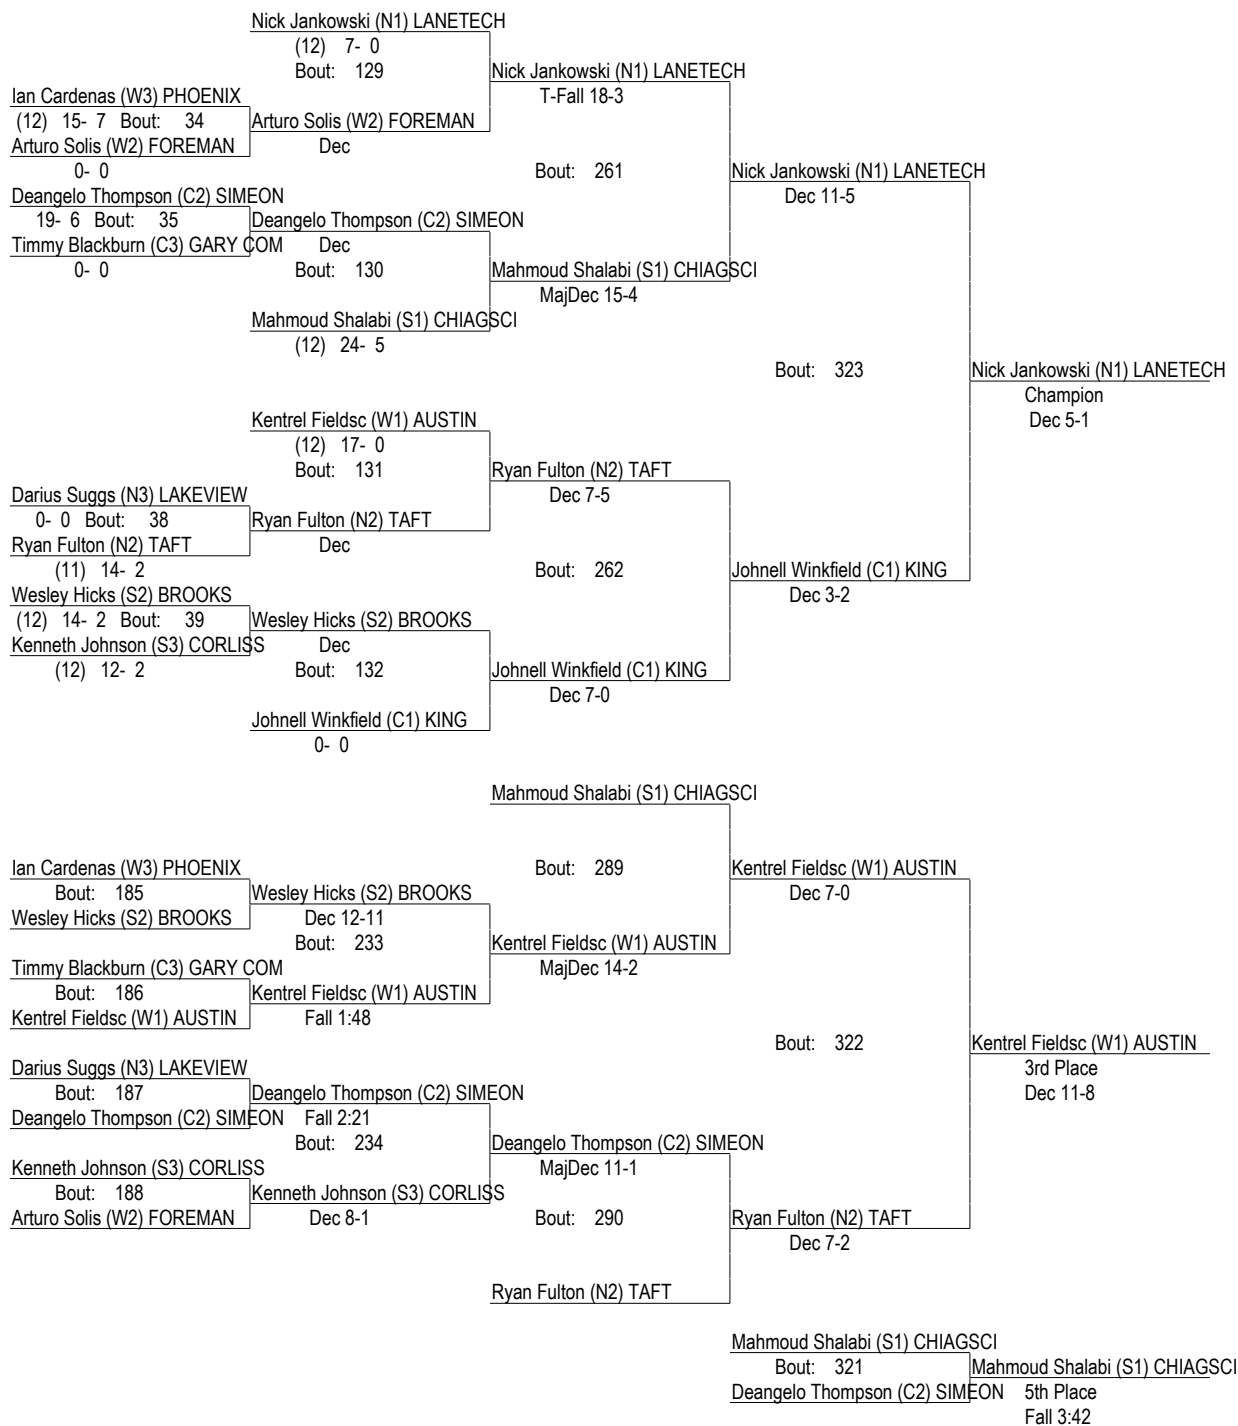 Nick Jankowski (N1) LANETECH
(12) 7- 0
Bout: 129
Nick Jankowski (N1) LANETECH
T-Fall 18-3
Ian Cardenas (W3) PHOENIX
(12) 15- 7 Bout: 34
Arturo Solis (W2) FOREMAN
Arturo Solis (W2) FOREMAN
Dec
0- 0
Bout: 261
Nick Jankowski (N1) LANETECH
Dec 11-5
Deangelo Thompson (C2) SIMEON
19- 6 Bout: 35
Deangelo Thompson (C2) SIMEON
Timmy Blackburn (C3) GARY COM
Dec
0- 0
Bout: 130
Mahmoud Shalabi (S1) CHIAGSCI
MajDec 15-4
Mahmoud Shalabi (S1) CHIAGSCI
(12) 24- 5
Bout: 323
Nick Jankowski (N1) LANETECH
Champion
Dec 5-1
Kentrel Fieldsc (W1) AUSTIN
(12) 17- 0
Bout: 131
Ryan Fulton (N2) TAFT
Dec 7-5
Darius Suggs (N3) LAKEVIEW
0- 0 Bout: 38
Ryan Fulton (N2) TAFT
Ryan Fulton (N2) TAFT
Dec
(11) 14- 2
Bout: 262
Johnell Winkfield (C1) KING
Dec 3-2
Wesley Hicks (S2) BROOKS
(12) 14- 2 Bout: 39
Wesley Hicks (S2) BROOKS
Kenneth Johnson (S3) CORLISS
Dec
(12) 12- 2
Bout: 132
Johnell Winkfield (C1) KING
Dec 7-0
Johnell Winkfield (C1) KING
0- 0
Mahmoud Shalabi (S1) CHIAGSCI
Ian Cardenas (W3) PHOENIX
Bout: 289
Kentrel Fieldsc (W1) AUSTIN
Dec 7-0
Bout: 185
Wesley Hicks (S2) BROOKS
Wesley Hicks (S2) BROOKS
Dec 12-11
Bout: 233
Kentrel Fieldsc (W1) AUSTIN
MajDec 14-2
Timmy Blackburn (C3) GARY COM
Bout: 186
Kentrel Fieldsc (W1) AUSTIN
Kentrel Fieldsc (W1) AUSTIN
Fall 1:48
Bout: 322
Kentrel Fieldsc (W1) AUSTIN
3rd Place
Dec 11-8
Darius Suggs (N3) LAKEVIEW
Bout: 187
Deangelo Thompson (C2) SIMEON
Deangelo Thompson (C2) SIMEON
Fall 2:21
Bout: 234
Deangelo Thompson (C2) SIMEON
MajDec 11-1
Kenneth Johnson (S3) CORLISS
Bout: 188
Kenneth Johnson (S3) CORLISS
Arturo Solis (W2) FOREMAN
Dec 8-1
Bout: 290
Ryan Fulton (N2) TAFT
Dec 7-2
Ryan Fulton (N2) TAFT
Mahmoud Shalabi (S1) CHIAGSCI
Bout: 321
Mahmoud Shalabi (S1) CHIAGSCI
Deangelo Thompson (C2) SIMEON
5th Place
Fall 3:42